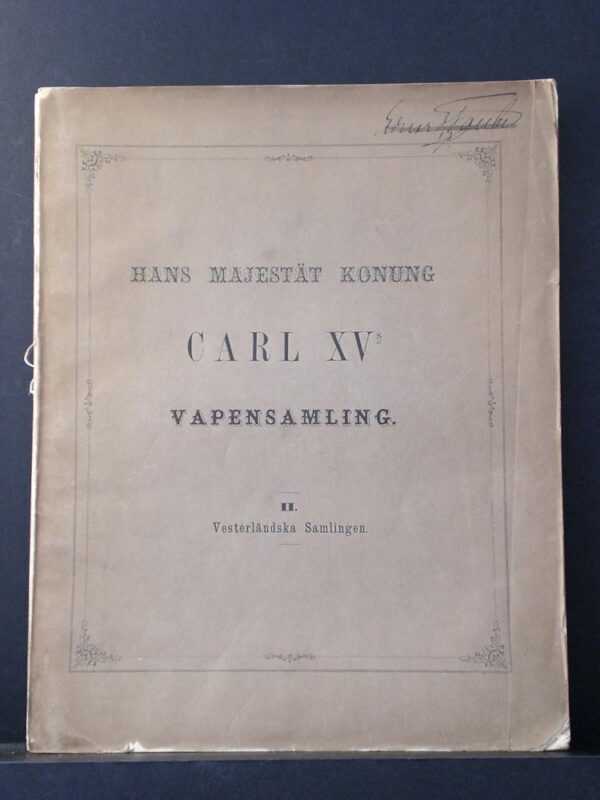 HANS MAJESTÄT KONUNG
CARL XVs
VAPENSAMLING.
II.
Vesterländska Samlingen.